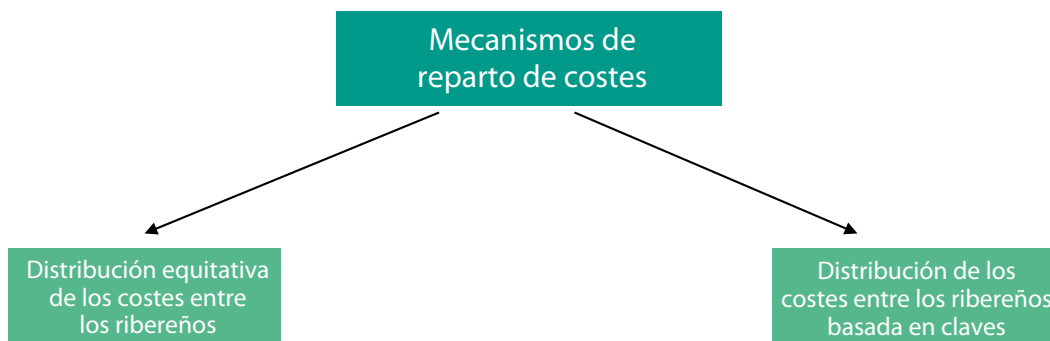 Mecanismos de
reparto de costes
Distribución equitativa
de los costes entre
los ribereños
Distribución de los
costes entre los ribereños
basada en claves